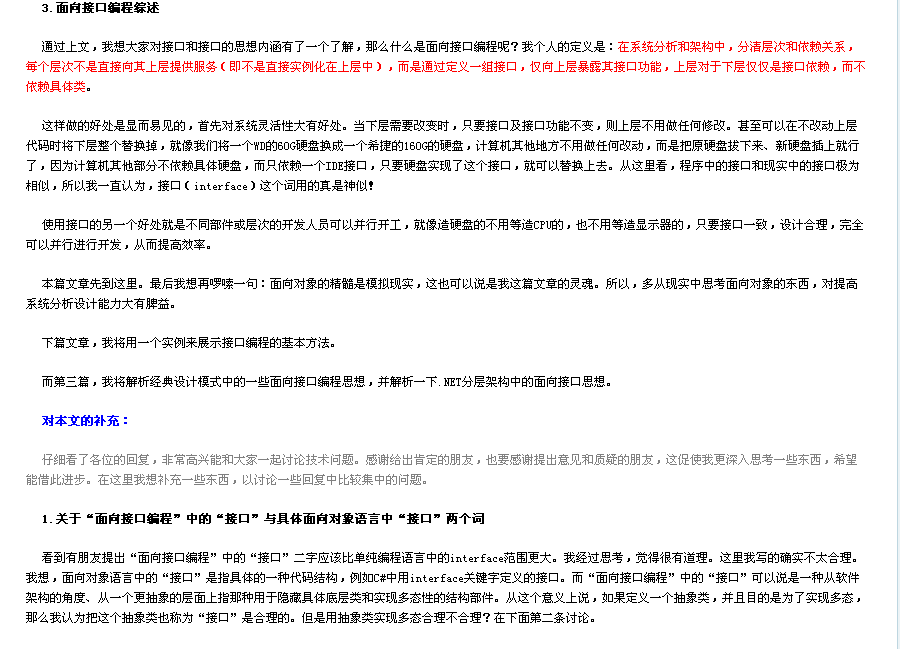 3.面向接口编程综述
通过上文，我想大家对接口和接口的思想内涵有了一个了解，那么什么是面向接口编程呢？我个人的定义是：在系统分析和架构中，分清层次和依赖关系，
每个层次不是直接向其上层提供服务（即不是直接实例化在上层中），而是通过定义一组接口，仅向上层暴露其接口功能，上层对于下层仅仅是接口依赖，而不
依赖具体类。
这样做的好处是显而易见的，首先对系统灵活性大有好处。当下层需要改变时，只要接口及接口功能不变，则上层不用做任何修改。甚至可以在不改动上层
代码时将下层整个替换掉，就像我们将一个WD的60G硬盘换成一个希捷的160G的硬盘，计算机其他地方不用做任何改动，而是把原硬盘拔下来、新硬盘插上就行
了，因为计算机其他部分不依赖具体硬盘，而只依赖一个IDE接口，只要硬盘实现了这个接口，就可以替换上去。从这里看，程序中的接口和现实中的接口极为
相似，所以我一直认为，接口（interface）这个词用的真是神似！
使用接口的另一个好处就是不同部件或层次的开发人员可以并行开工，就像造硬盘的不用等造CPU的，也不用等造显示器的，只要接口一致，设计合理，完全
可以并行进行开发，从而提高效率。
本篇文章先到这里。最后我想再啰嗦一句：面向对象的精髓是模拟现实，这也可以说是我这篇文章的灵魂。所以，多从现实中思考面向对象的东西，对提高
系统分析设计能力大有脾益。
下篇文章，我将用一个实例来展示接口编程的基本方法。
而第三篇，我将解析经典设计模式中的一些面向接口编程思想，并解析一下.NET分层架构中的面向接口思想。
对本文的补充：
仔细看了各位的回复，非常高兴能和大家一起讨论技术问题。感谢给出肯定的朋友，也要感谢提出意见和质疑的朋友，这促使我更深入思考一些东西，希望
能借此进步。在这里我想补充一些东西，以讨论一些回复中比较集中的问题。
1.关于“面向接口编程”中的“接口”与具体面向对象语言中“接口”两个词
看到有朋友提出“面向接口编程”中的“接口”二字应该比单纯编程语言中的interface范围更大。我经过思考，觉得很有道理。这里我写的确实不太合理。
我想，面向对象语言中的“接口”是指具体的一种代码结构，例如C#中用interface关键字定义的接口。而“面向接口编程”中的“接口”可以说是一种从软件
架构的角度、从一个更抽象的层面上指那种用于隐藏具体底层类和实现多态性的结构部件。从这个意义上说，如果定义一个抽象类，并且目的是为了实现多态，
那么我认为把这个抽象类也称为“接口”是合理的。但是用抽象类实现多态合理不合理？在下面第二条讨论。